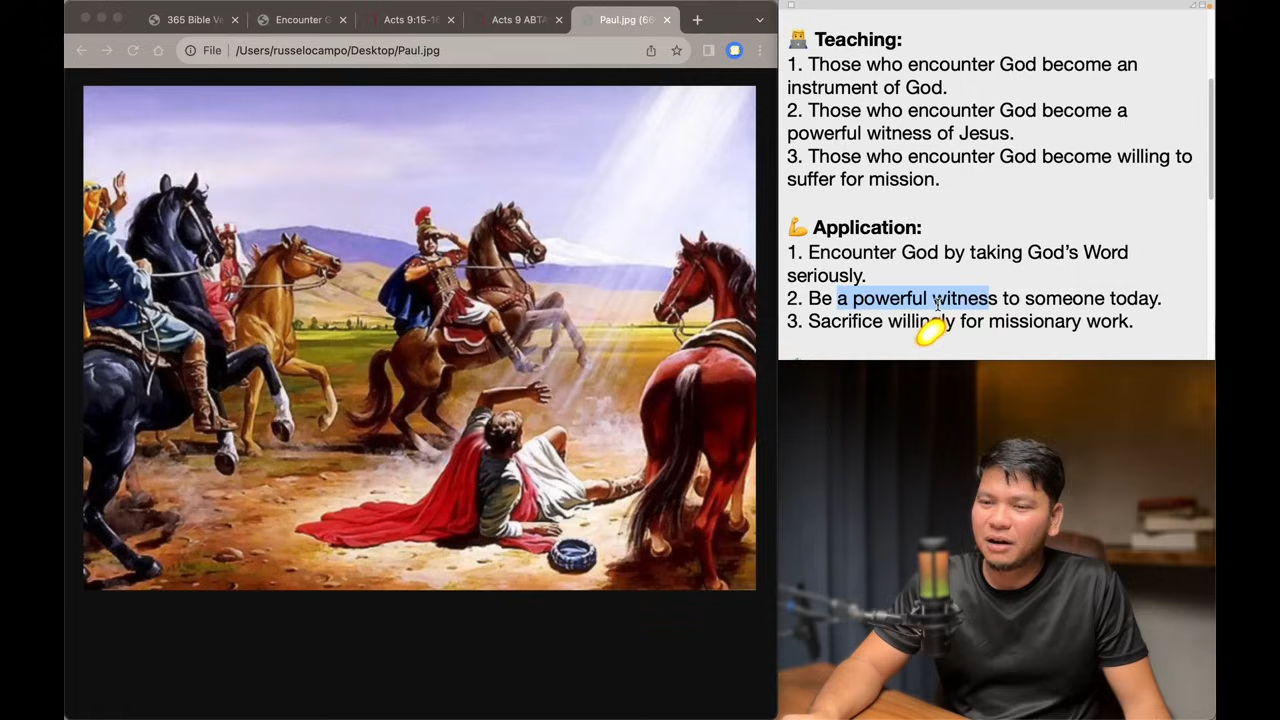 365 Bible Ve
Encounter G
Acts 9:15-1
Acts 9 ABTA
Paul.jpg (66
File
/Users/russelocampo/Desktop/Paul.jpg
Teaching:
1. Those who encounter God become an
instrument of God.
2. Those who encounter God become a
powerful witness of Jesus.
3. Those who encounter God become willing to
suffer for mission.
Application:
1. Encounter God by taking God’s Word
seriously.
2. Be a powerful witness to someone today.
3. Sacrifice willingly for missionary work.